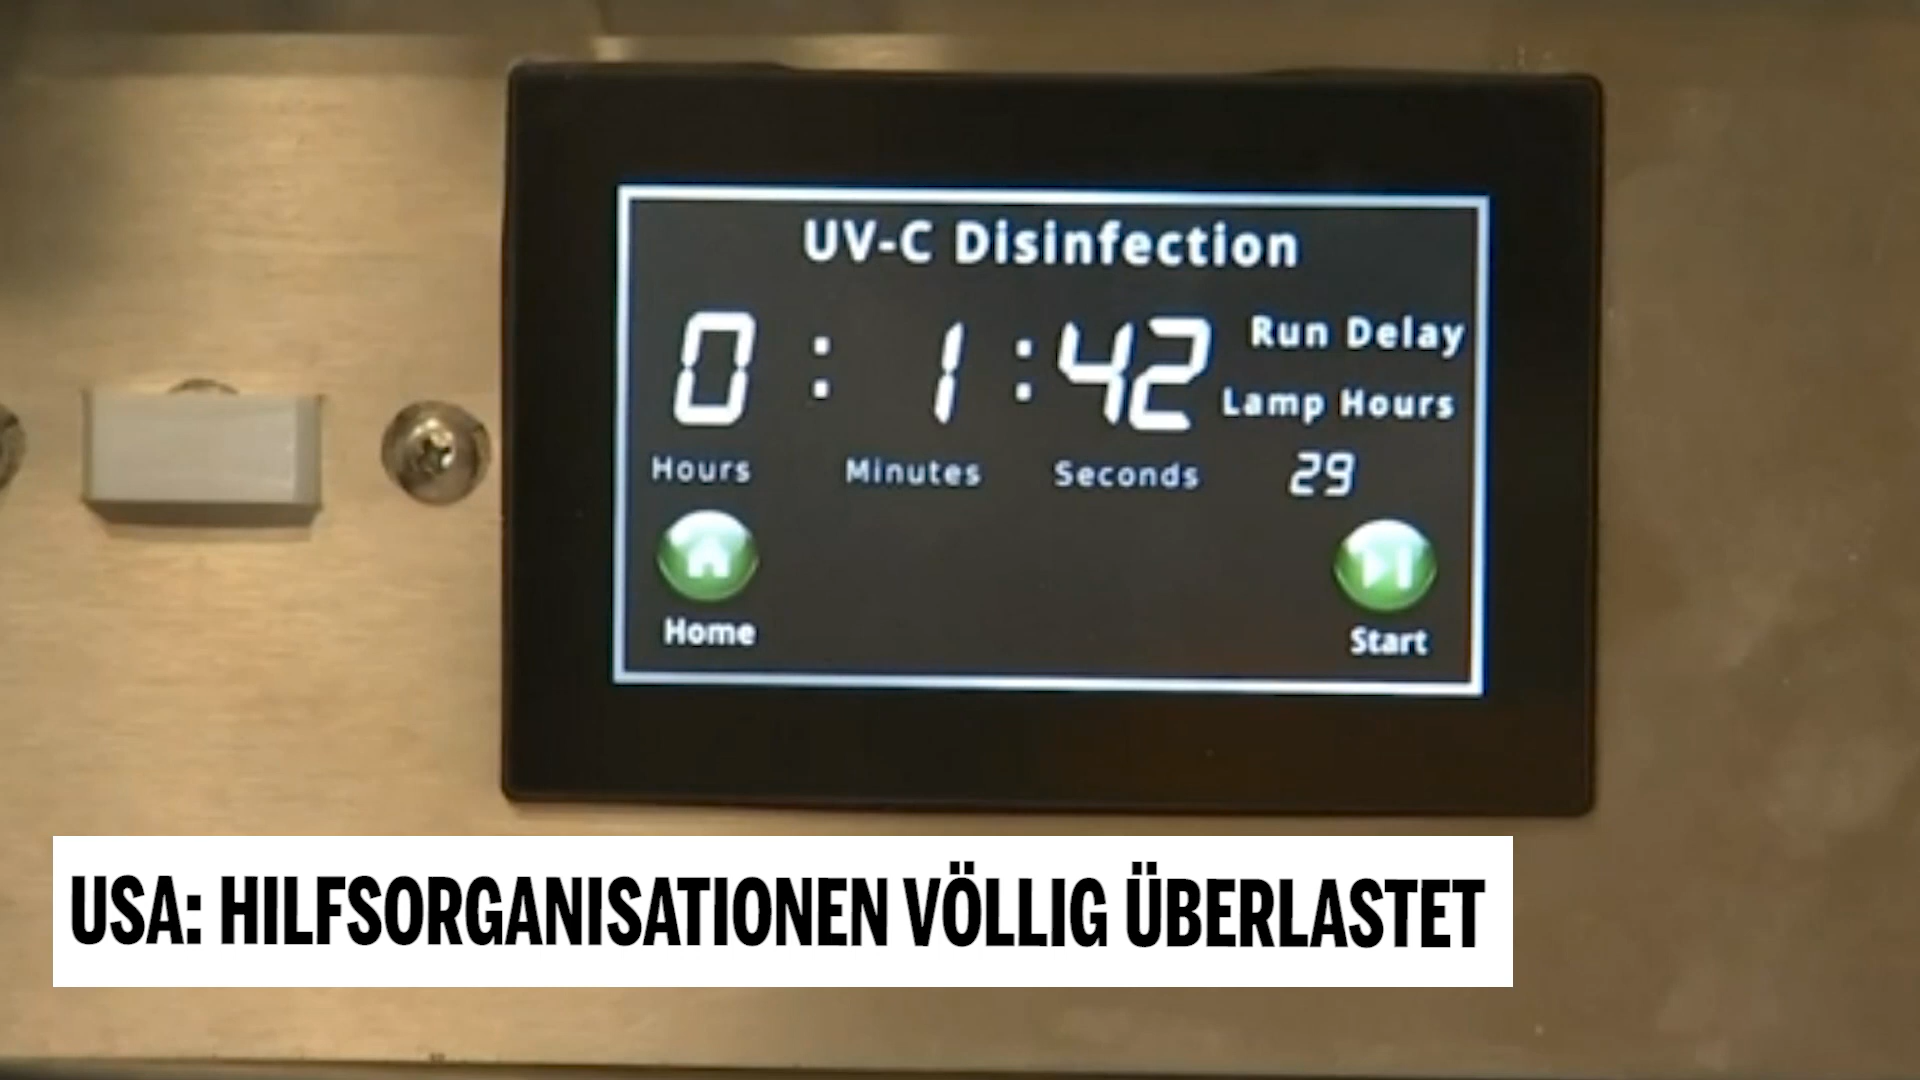 UV-C Disinfection
0 : 1 : 42 Run Delay
Lamp Hours
Hours Minutes Seconds 29
Home Start
USA: HILFSORGANISATIONEN VÖLLIG ÜBERLASTET